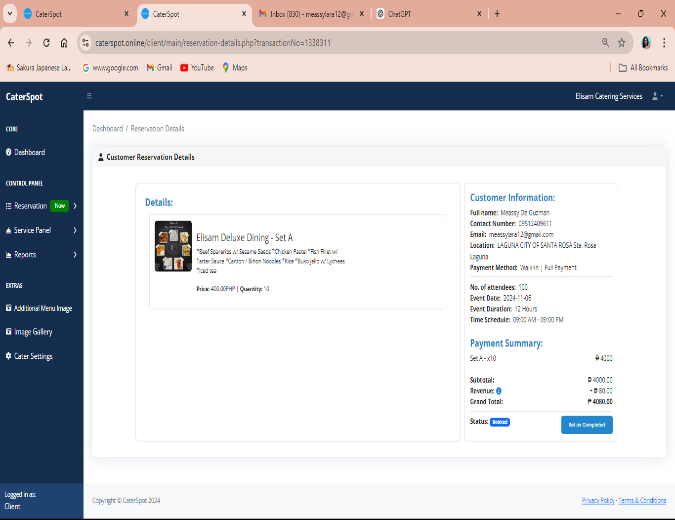 CaterSpot
CaterSpot
Inbox (830) - meassylara12@gm
ChatGPT
caterspot.online/client/main/reservation-details.php?transactionNo=1338311
Sakura Japanese La...
www.google.com
Gmail
YouTube
Maps
All Bookmarks
CaterSpot
Elisam Catering Services
CORE
Dashboard
CONTROL PANEL
Reservation New
Service Panel
Reports
EXTRAS
Additional Menu Image
Image Gallery
Cater Settings
Logged in as:
Client
Dashboard / Reservation Details
Customer Reservation Details
Details:
Elisam Deluxe Dining - Set A
*Beef Spareribs w/ Sesame Seeds *Chicken Pastel *Fish Fillet w/
Tartar Sauce *Canton / Bihon Noodles *Rice *Buko Jello w/ Lychees
*Iced tea
Price: 400.00PHP | Quantity: 10
Customer Information:
Full name: Meassy De Guzman
Contact Number: 09512409611
Email: meassylara12@gmail.com
Location: LAGUNA CITY OF SANTA ROSA Sta. Rosa
Laguna
Payment Method: Walk-in | Full Payment
No. of attendees: 100
Event Date: 2024-11-06
Event Duration: 12 Hours
Time Schedule: 09:00 AM - 09:00 PM
Payment Summary:
Set A - x10 ₱ 4000
Subtotal: ₱ 4000.00
Revenue: + ₱ 80.00
Grand Total: ₱ 4080.00
Status: Booked
Set as Completed
Copyright © CaterSpot 2024
Privacy Policy · Terms & Conditions